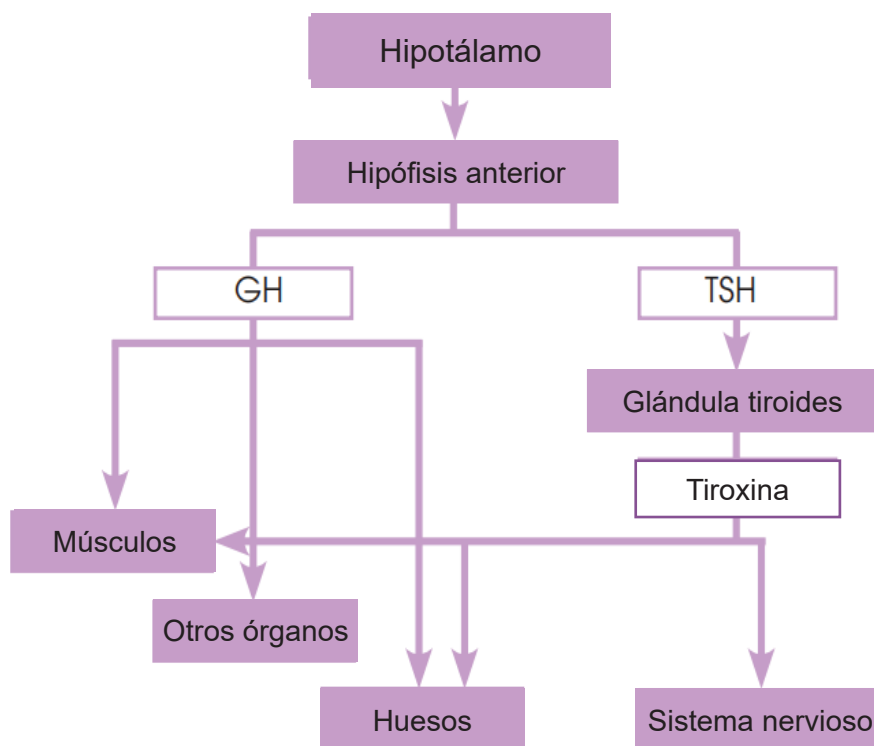 Hipotálamo
Hipófisis anterior
GH
TSH
Glándula tiroides
Tiroxina
Músculos
Otros órganos
Huesos
Sistema nervioso